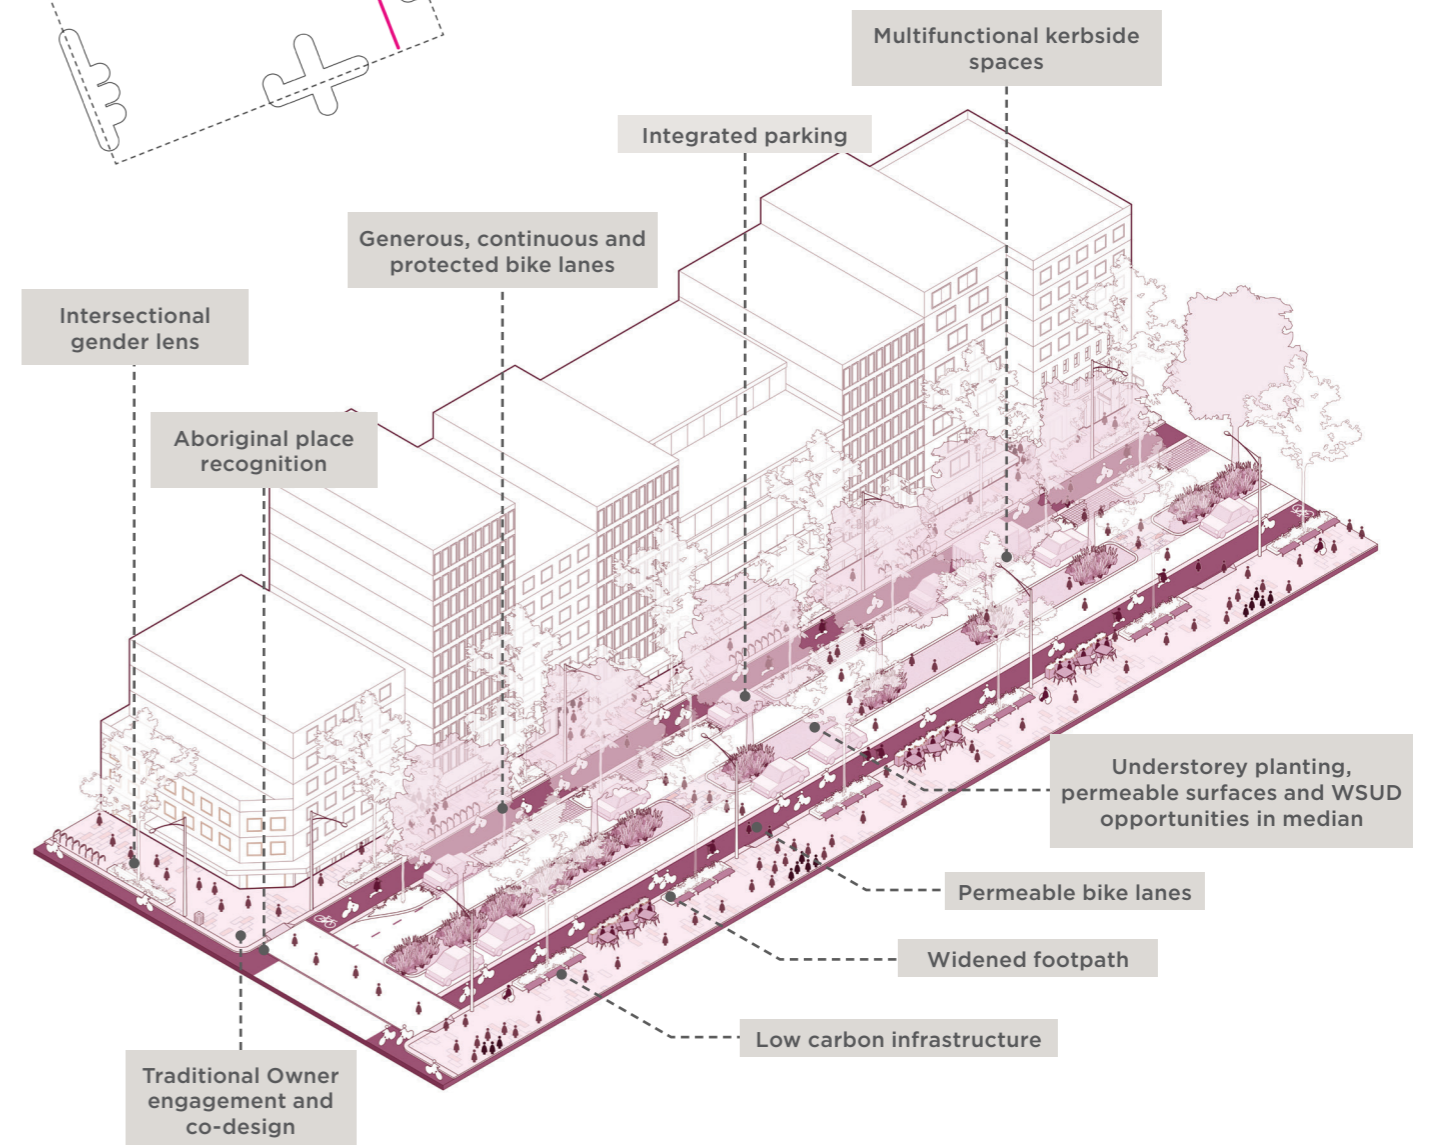 Multifunctional kerbside
spaces
Integrated parking
Generous, continuous and
protected bike lanes
Intersectional
gender lens
Aboriginal place
recognition
Understorey planting,
permeable surfaces and WSUD
opportunities in median
Permeable bike lanes
Widened footpath
Low carbon infrastructure
Traditional Owner
engagement and
co-design